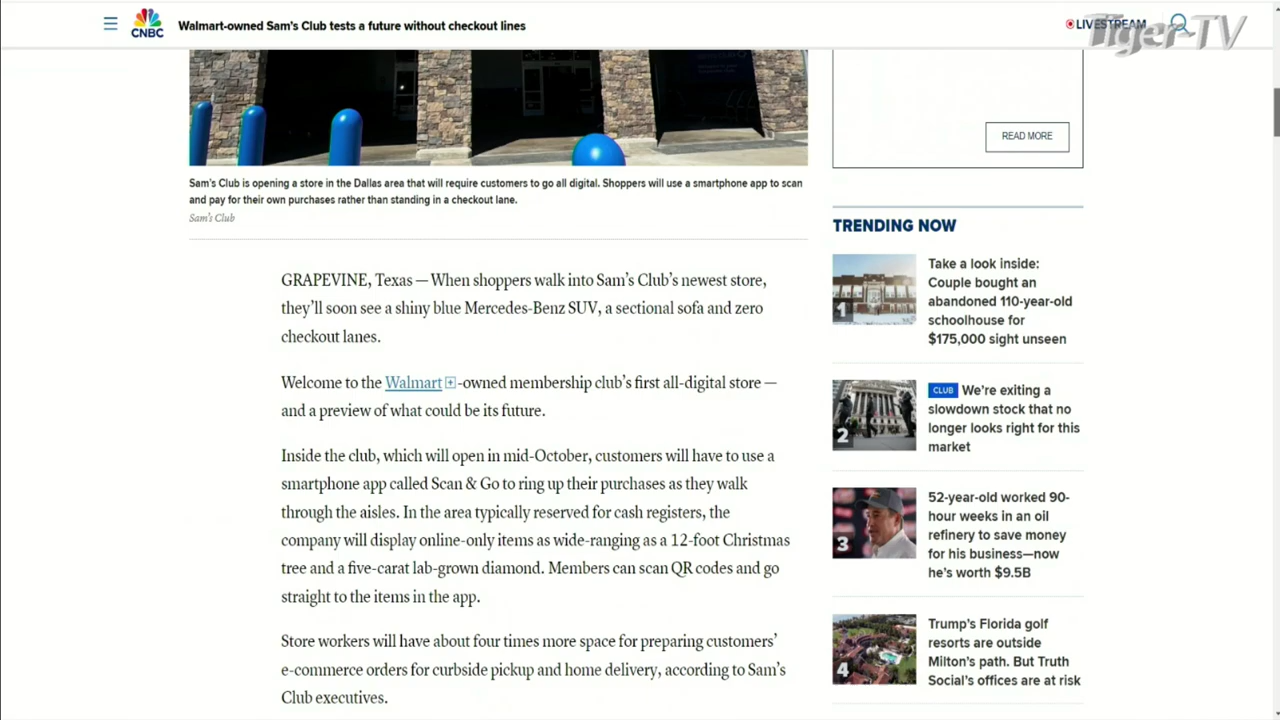 CNBC
Walmart-owned Sam's Club tests a future without checkout lines
LIVESTREAM
Tiger-TV
READ MORE
Sam's Club is opening a store in the Dallas area that will require customers to go all digital. Shoppers will use a smartphone app to scan
and pay for their own purchases rather than standing in a checkout lane.
Sam's Club
GRAPEVINE, Texas — When shoppers walk into Sam's Club's newest store,
they'll soon see a shiny blue Mercedes-Benz SUV, a sectional sofa and zero
checkout lanes.
Welcome to the Walmart -owned membership club's first all-digital store —
and a preview of what could be its future.
Inside the club, which will open in mid-October, customers will have to use a
smartphone app called Scan & Go to ring up their purchases as they walk
through the aisles. In the area typically reserved for cash registers, the
company will display online-only items as wide-ranging as a 12-foot Christmas
tree and a five-carat lab-grown diamond. Members can scan QR codes and go
straight to the items in the app.
Store workers will have about four times more space for preparing customers'
e-commerce orders for curbside pickup and home delivery, according to Sam's
Club executives.
TRENDING NOW
1
Take a look inside:
Couple bought an
abandoned 110-year-old
schoolhouse for
$175,000 sight unseen
2
CLUB We're exiting a
slowdown stock that no
longer looks right for this
market
3
52-year-old worked 90-
hour weeks in an oil
refinery to save money
for his business—now
he's worth $9.5B
4
Trump's Florida golf
resorts are outside
Milton's path. But Truth
Social's offices are at risk